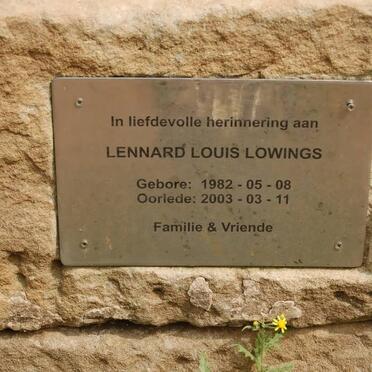 In liefdevolle herinnering aan
LENNARD LOUIS LOWINGS
Gebore: 1982 - 05 - 08
Oorlede: 2003 - 03 - 11
Familie & Vriende